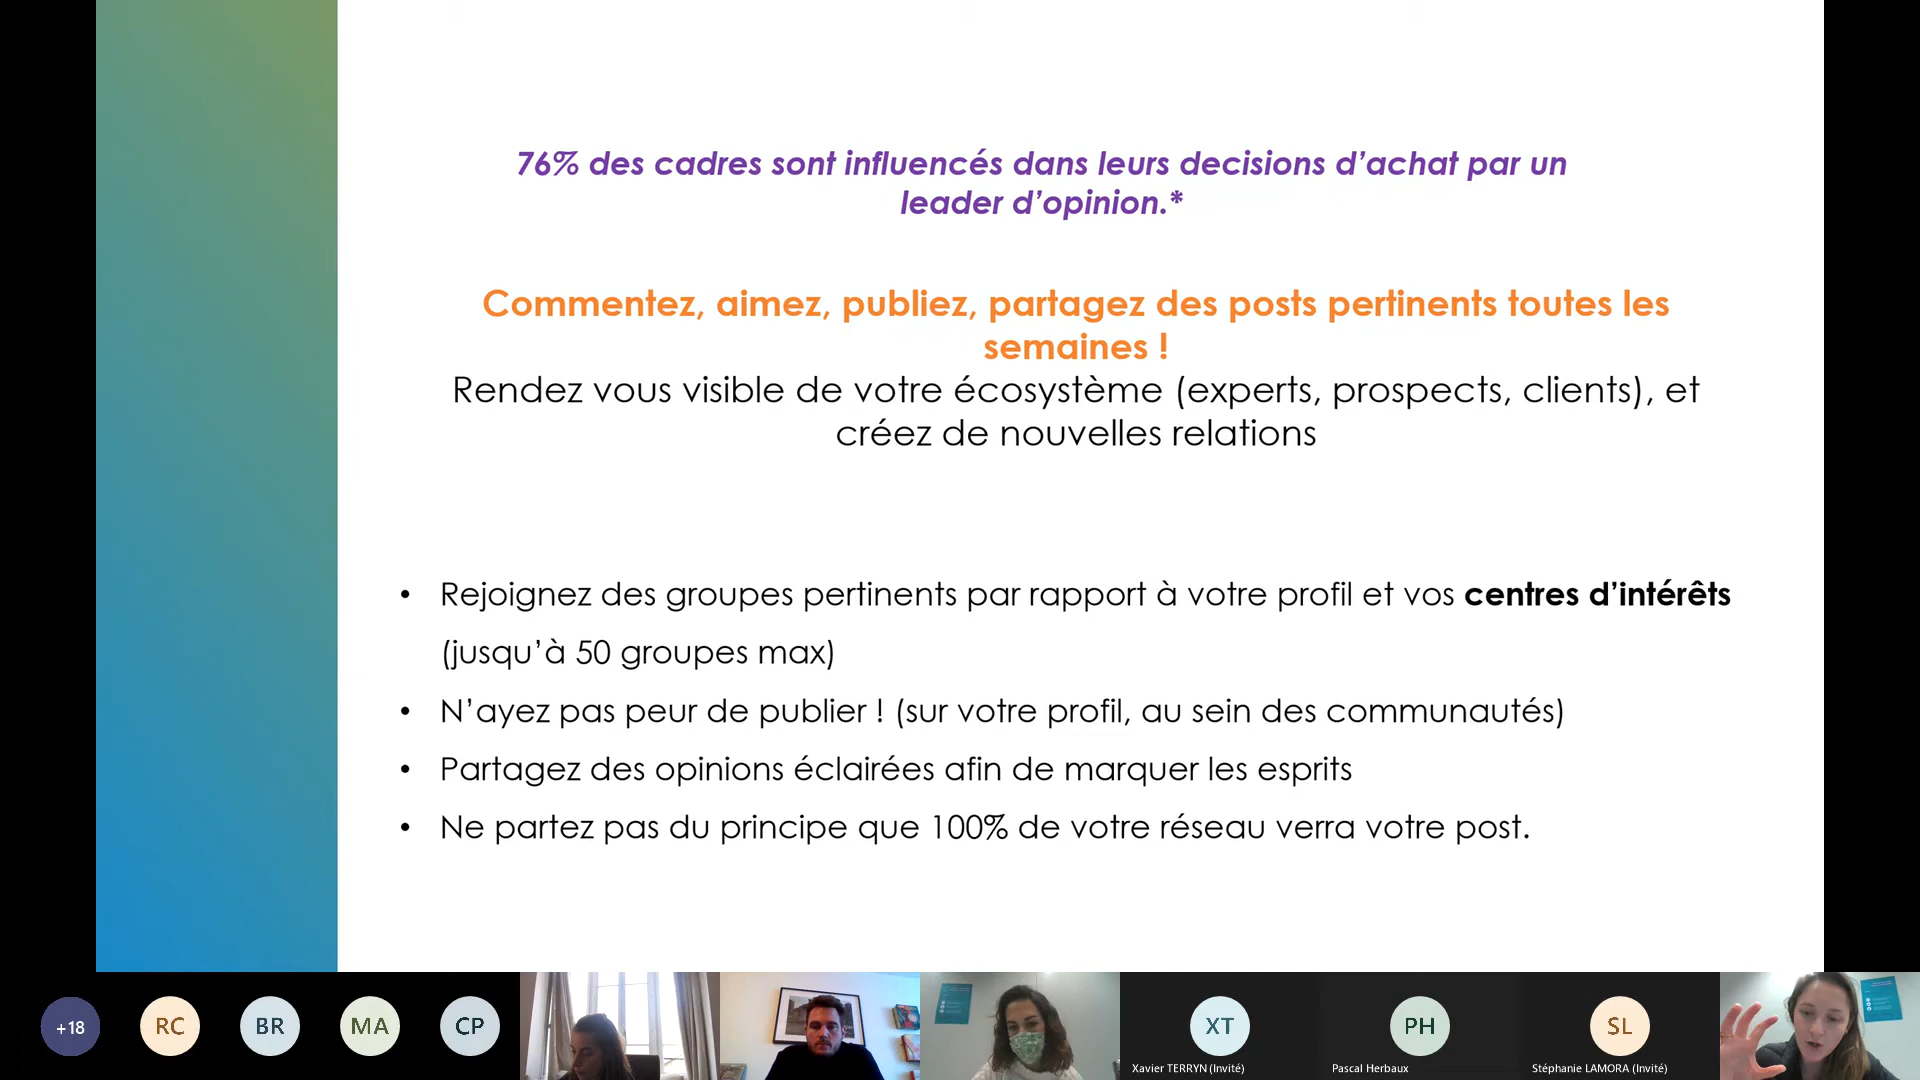 76% des cadres sont influencés dans leurs decisions d’achat par un
leader d’opinion.*
Commentez, aimez, publiez, partagez des posts pertinents toutes les
semaines !
Rendez vous visible de votre écosystème (experts, prospects, clients), et
créez de nouvelles relations
• Rejoignez des groupes pertinents par rapport à votre profil et vos centres d’intérêts
(jusqu’à 50 groupes max)
• N’ayez pas peur de publier ! (sur votre profil, au sein des communautés)
• Partagez des opinions éclairées afin de marquer les esprits
• Ne partez pas du principe que 100% de votre réseau verra votre post.
+18
RC
BR
MA
CP
XT
PH
SL
Xavier TERRYN (Invité)
Pascal Herbaux
Stéphanie LAMORA (Invité)